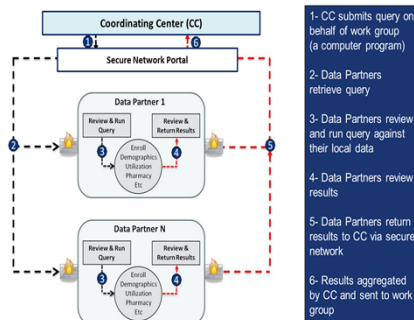 Coordinating Center (CC)
1
6
Secure Network Portal
Data Partner 1
Review & Run
Query
Review &
Return Results
3
4
Enroll
Demographics
Utilization
Pharmacy
Etc
2
5
Data Partner N
Review & Run
Query
Review &
Return Results
3
4
Enroll
Demographics
Utilization
Pharmacy
Etc
1- CC submits query on
behalf of work group
(a computer program)
2- Data Partners
retrieve query
3- Data Partners review
and run query against
their local data
4- Data Partners review
results
5- Data Partners return
results to CC via secure
network
6- Results aggregated
by CC and sent to work
group